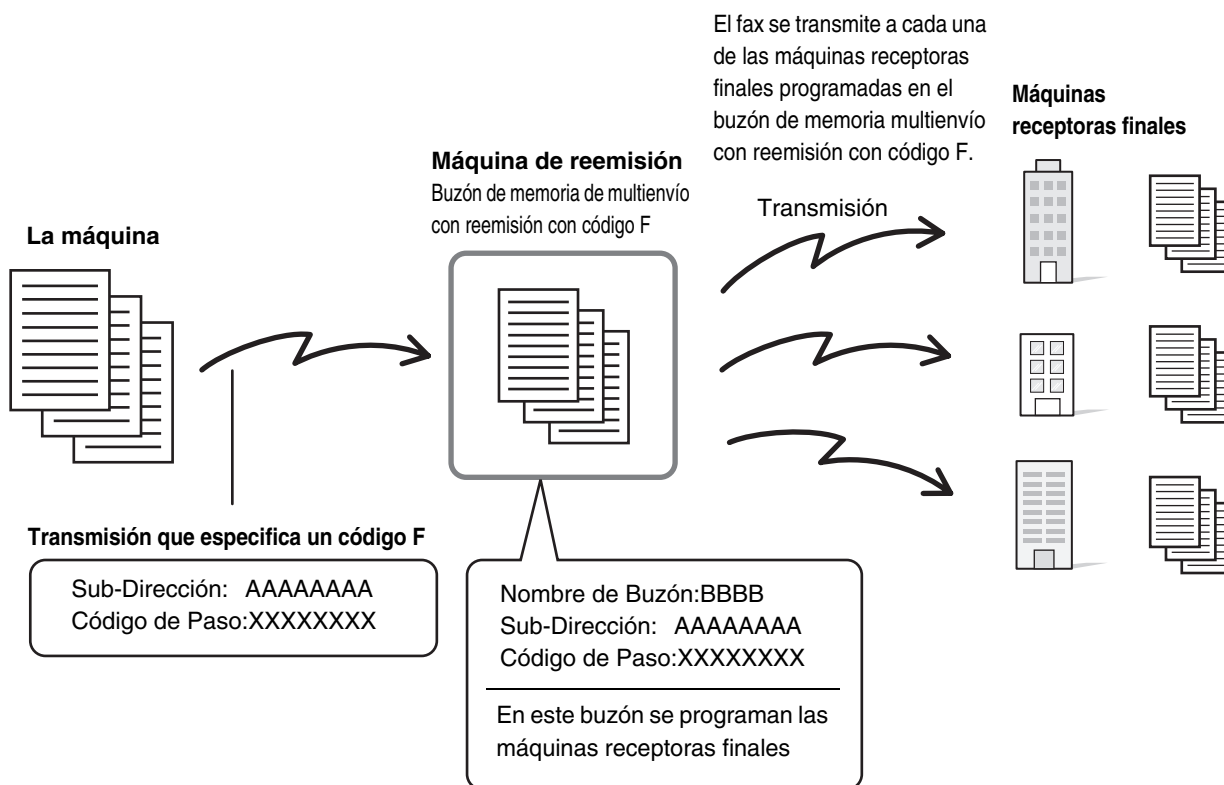 El fax se transmite a cada una
de las máquinas receptoras
finales programadas en el
buzón de memoria multienvío
con reemisión con código F.
Máquinas
receptoras finales
Máquina de reemisión
Buzón de memoria de multienvío
con reemisión con código F
Transmisión
La máquina
Transmisión que especifica un código F
Sub-Dirección: AAAAAAAA
Código de Paso:XXXXXXXX
Nombre de Buzón:BBBB
Sub-Dirección: AAAAAAAA
Código de Paso:XXXXXXXX
En este buzón se programan las
máquinas receptoras finales